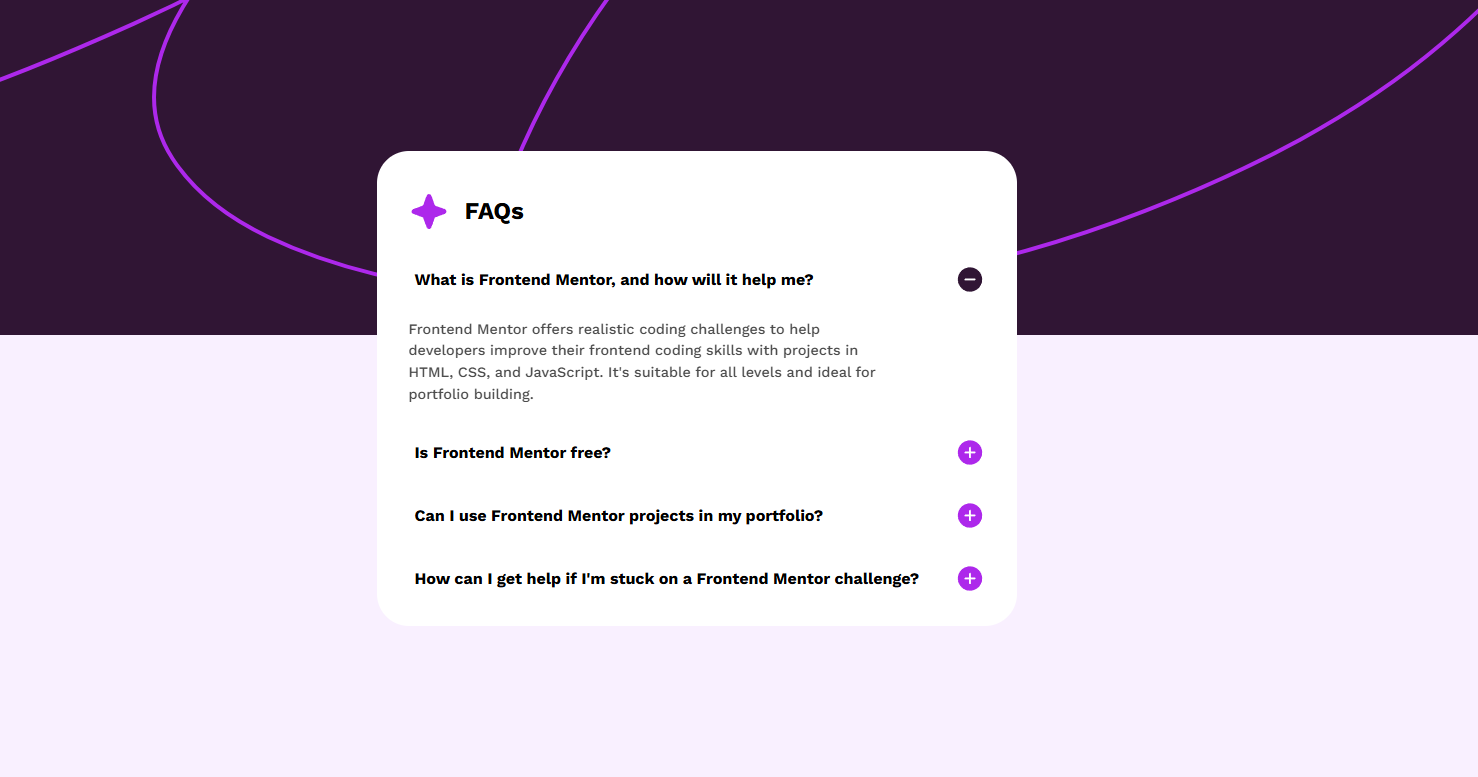 FAQs
What is Frontend Mentor, and how will it help me?
Frontend Mentor offers realistic coding challenges to help
developers improve their frontend coding skills with projects in
HTML, CSS, and JavaScript. It's suitable for all levels and ideal for
portfolio building.
Is Frontend Mentor free?
Can I use Frontend Mentor projects in my portfolio?
How can I get help if I'm stuck on a Frontend Mentor challenge?